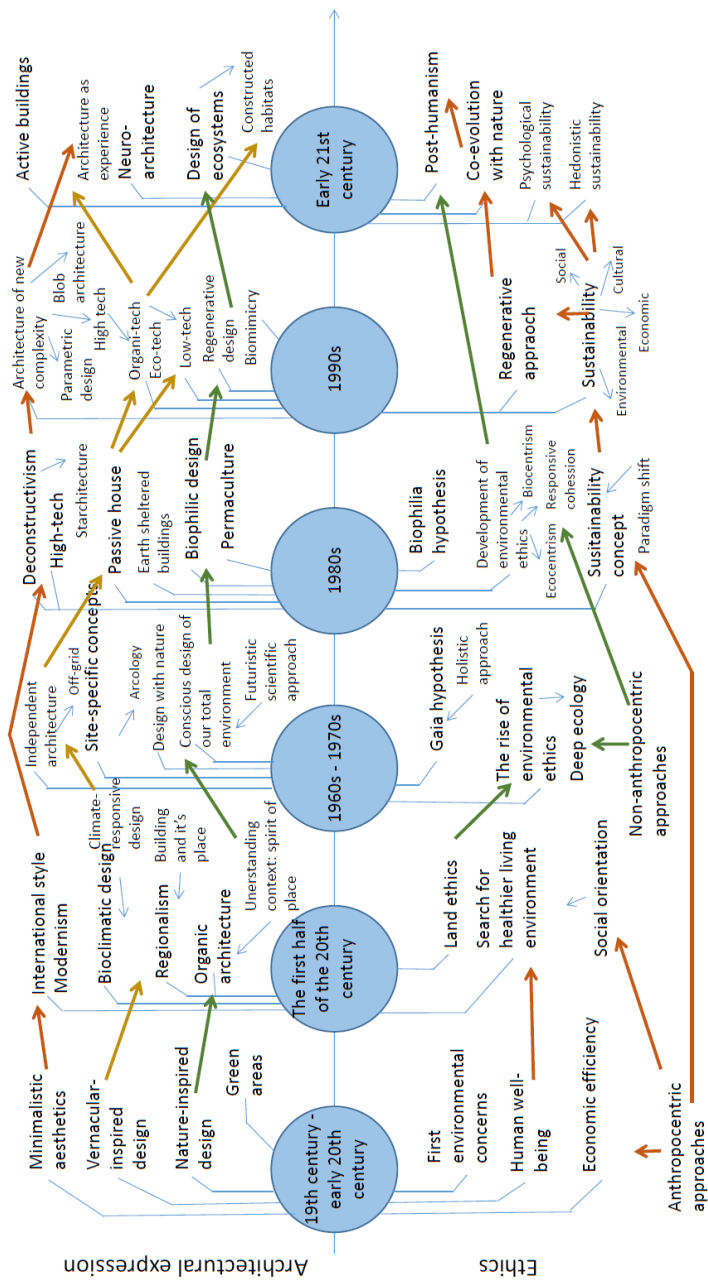 Architectural expression
Ethics
19th century -
early 20th
century
Minimalistic
aesthetics
Vernacular-
inspired
design
Nature-inspired
design
Green
areas
First
environmental
concerns
Human well-
being
Economic efficiency
Anthropocentric
approaches
The first half
of the 20th
century
International style
Modernism
Bioclimatic design
Climate-
responsive
design
Regionalism
Building
and it's
place
Organic
architecture
Unerstanding
context: spirit of
place
Land ethics
Search for
healthier living
environment
Social orientation
1960s - 1970s
Independent
architecture
Off-grid
Site-specific concepts
Arcology
Design with nature
Conscious design of
our total
environment
Futuristic
scientific
approach
Gaia hypothesis
Holistic
approach
The rise of
environmental
ethics
Deep ecology
Non-anthropocentric
approaches
1980s
Deconstructivism
High-tech
Starchitecture
Passive house
Earth sheltered
buildings
Biophilic design
Permaculture
Biophilia
hypothesis
Development of
environmental
ethics
Biocentrism
Ecocentrism
Responsive
cohession
Susitainability
concept
Paradigm shift
1990s
Architecture of new
complexity
Blob
architecture
Parametric
design
High tech
Organi-tech
Eco-tech
Low-tech
Regenerative
design
Biomimicry
Regenerative
appraoch
Sustainability
Social
Cultural
Environmental
Economic
Early 21st
century
Active buildings
Architecture as
experience
Neuro-
architecture
Design of
ecosystems
Constructed
habitats
Post-humanism
Co-evolution
with nature
Psychological
sustainability
Hedonistic
sustainability